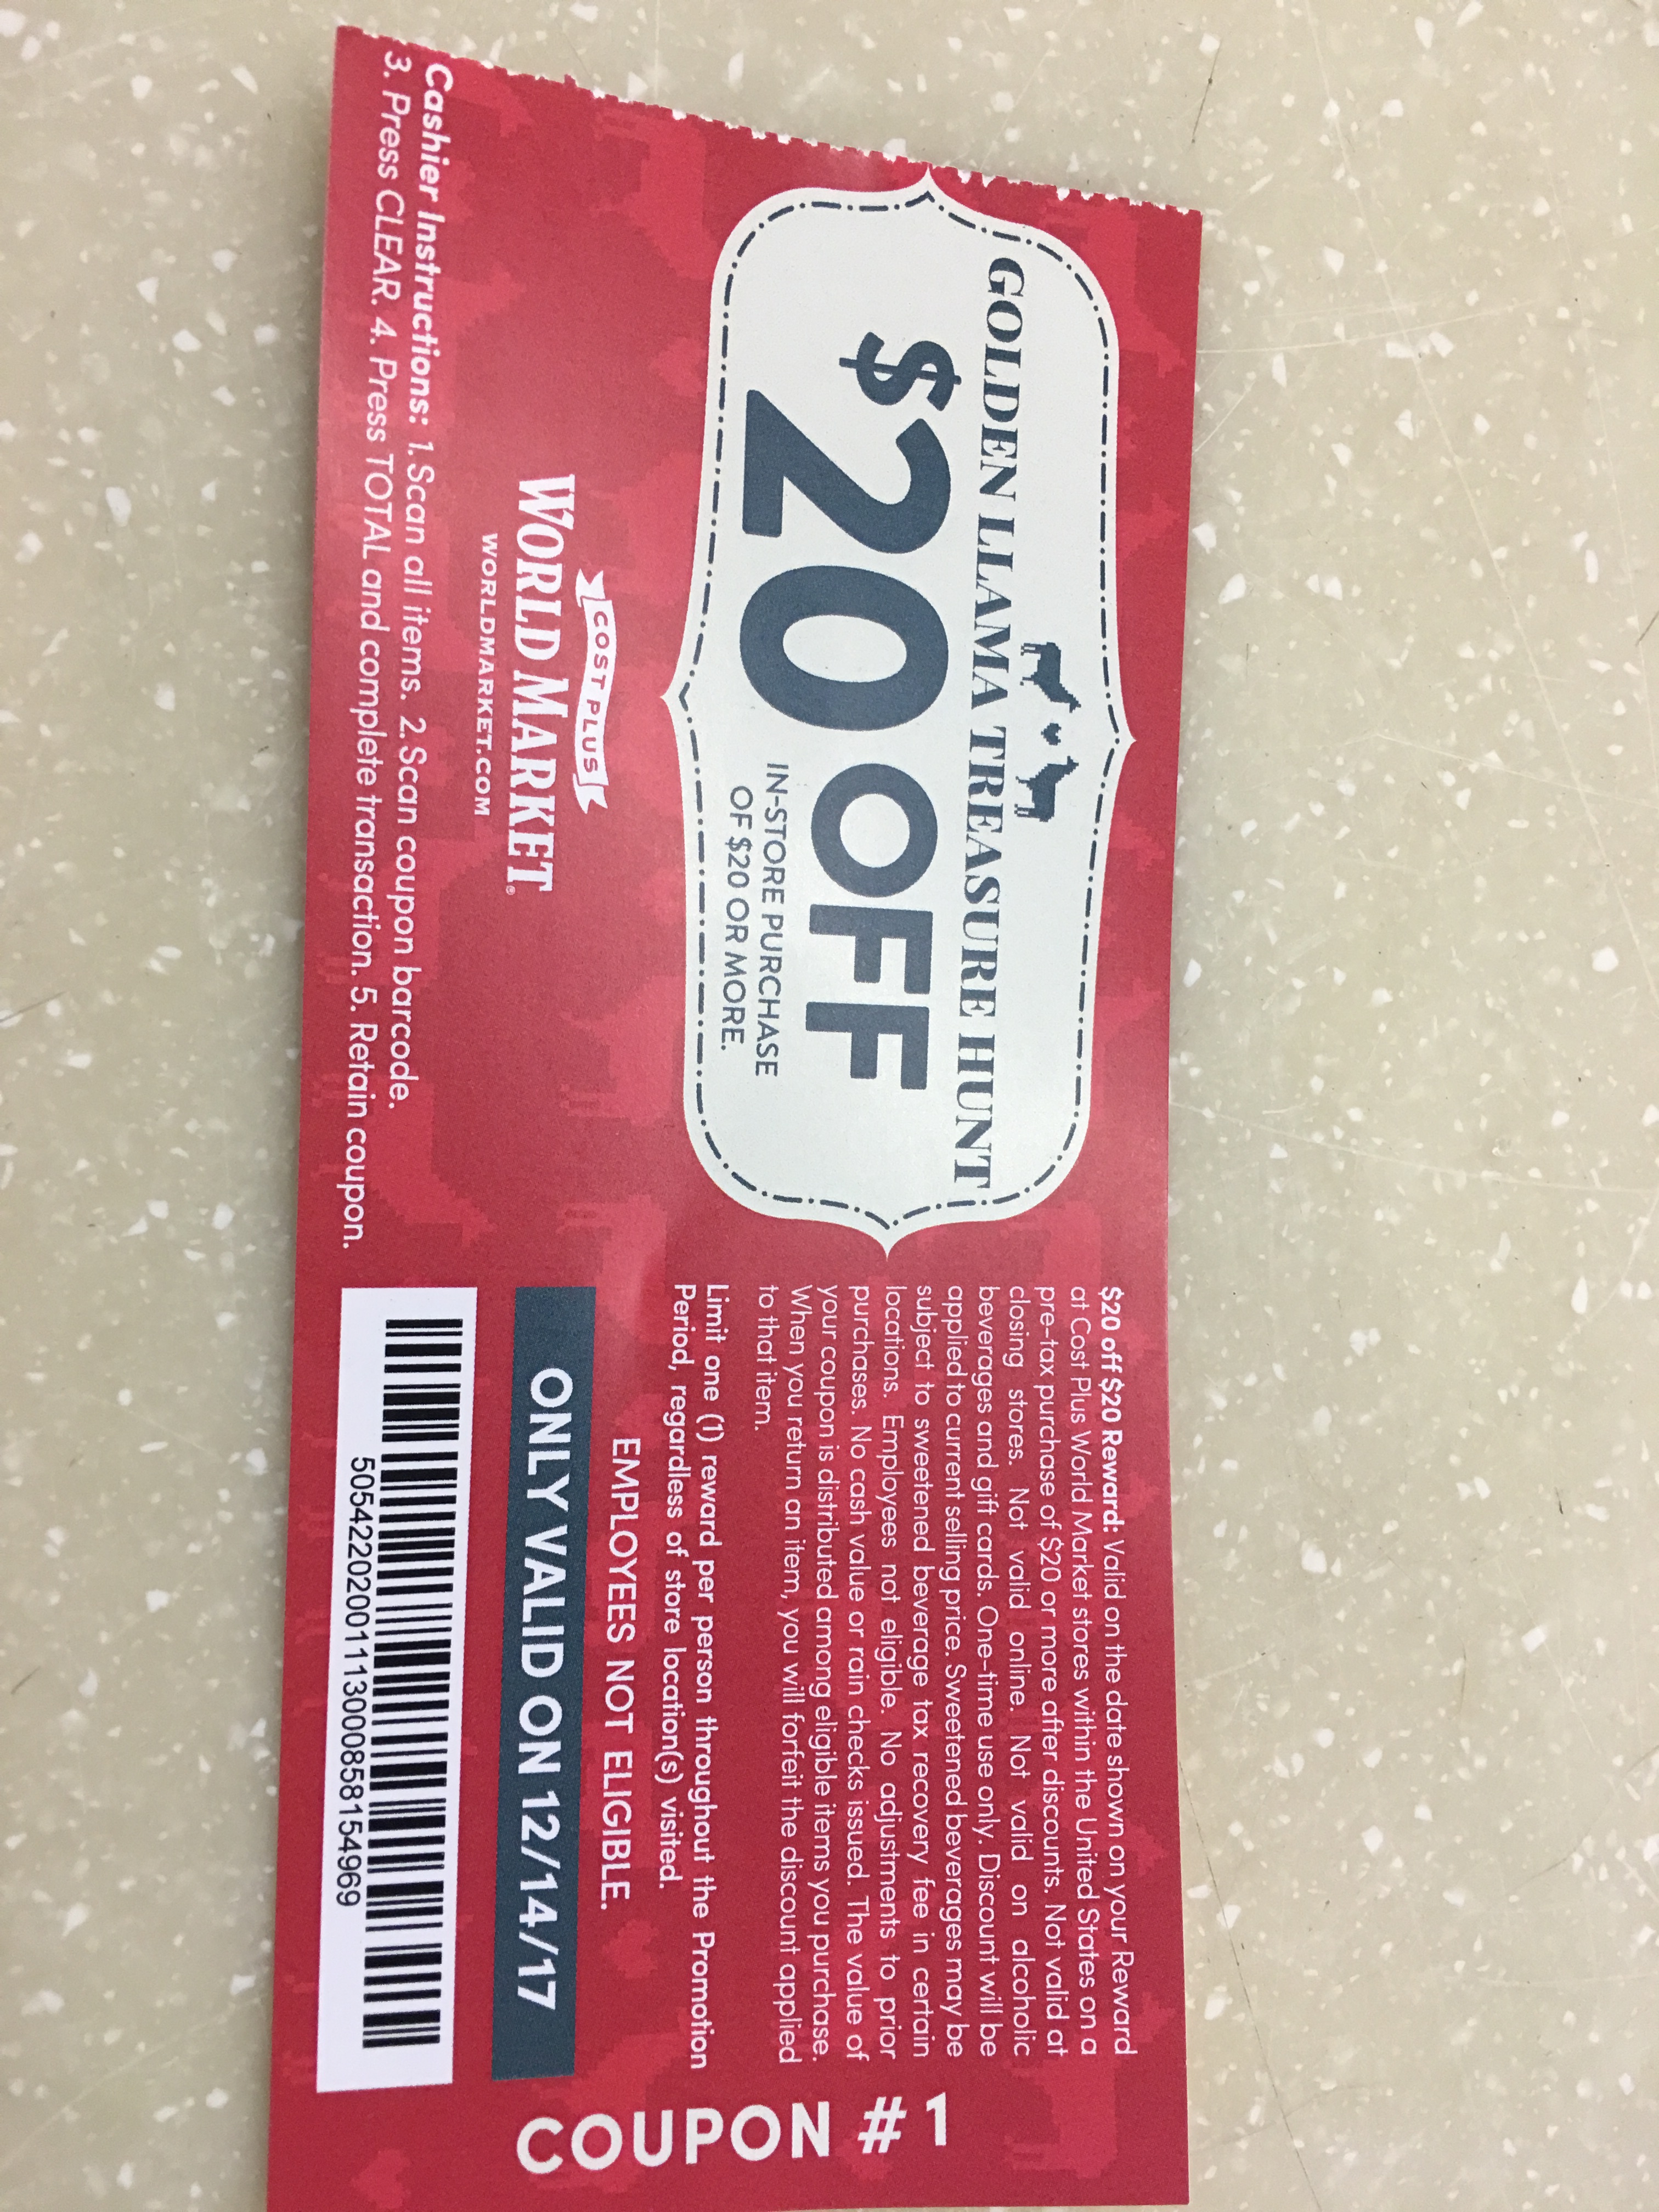 GOLDEN LLAMA TREASURE HUNT
$20 OFF
IN-STORE PURCHASE
OF $20 OR MORE.
COST PLUS
WORLD MARKET®
WORLDMARKET.COM
Cashier Instructions: 1. Scan all items. 2. Scan coupon barcode.
3. Press CLEAR. 4. Press TOTAL and complete transaction. 5. Retain coupon.
$20 off $20 Reward: Valid on the date shown on your Reward
at Cost Plus World Market stores within the United States on a
pre-tax purchase of $20 or more after discounts. Not valid at
closing stores. Not valid online. Not valid on alcoholic
beverages and gift cards. One-time use only. Discount will be
applied to current selling price. Sweetened beverages may be
subject to sweetened beverage tax recovery fee in certain
locations. Employees not eligible. No adjustments to prior
purchases. No cash value or rain checks issued. The value of
your coupon is distributed among eligible items you purchase.
When you return an item, you will forfeit the discount applied
to that item.
Limit one (1) reward per person throughout the Promotion
Period, regardless of store location(s) visited.
EMPLOYEES NOT ELIGIBLE.
ONLY VALID ON 12/14/17
50542202001113000858154969
COUPON #1